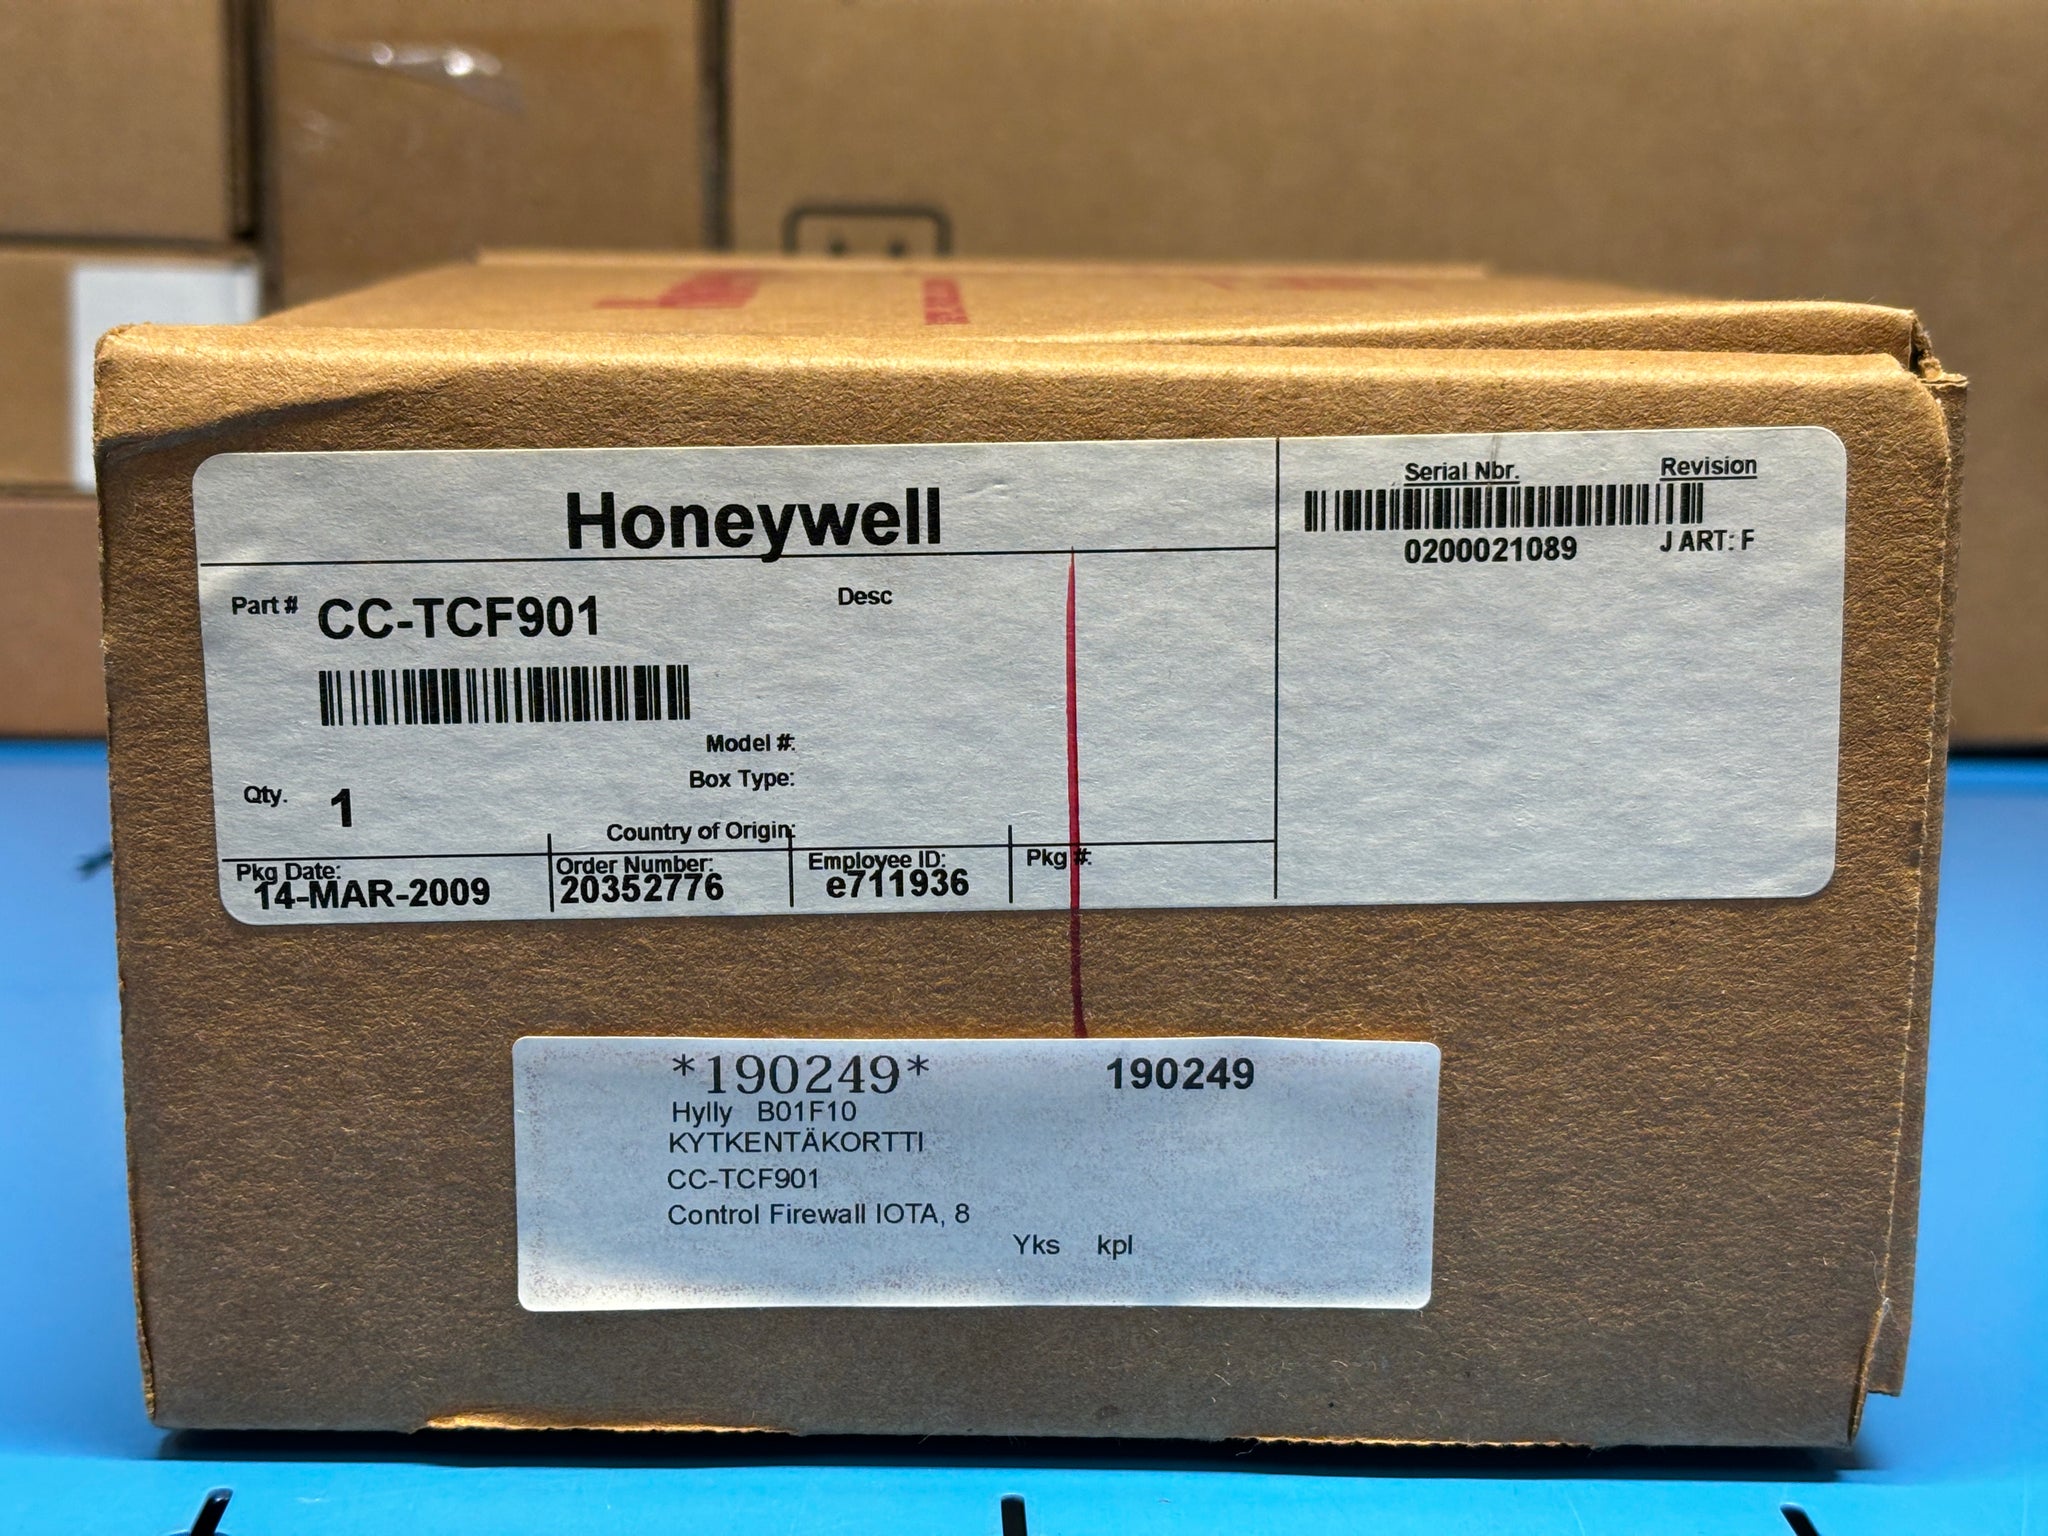 Honeywell
Serial Nbr. Revision
0200021089 J ART: F
Part # CC-TCF901
Desc
Model #:
Box Type:
Qty. 1
Country of Origin:
Pkg Date: Order Number: Employee ID: Pkg #:
14-MAR-2009 20352776 e711936
*190249* 190249
Hylly B01F10
KYTKENTÄKORTTI
CC-TCF901
Control Firewall IOTA, 8
Yks kpl